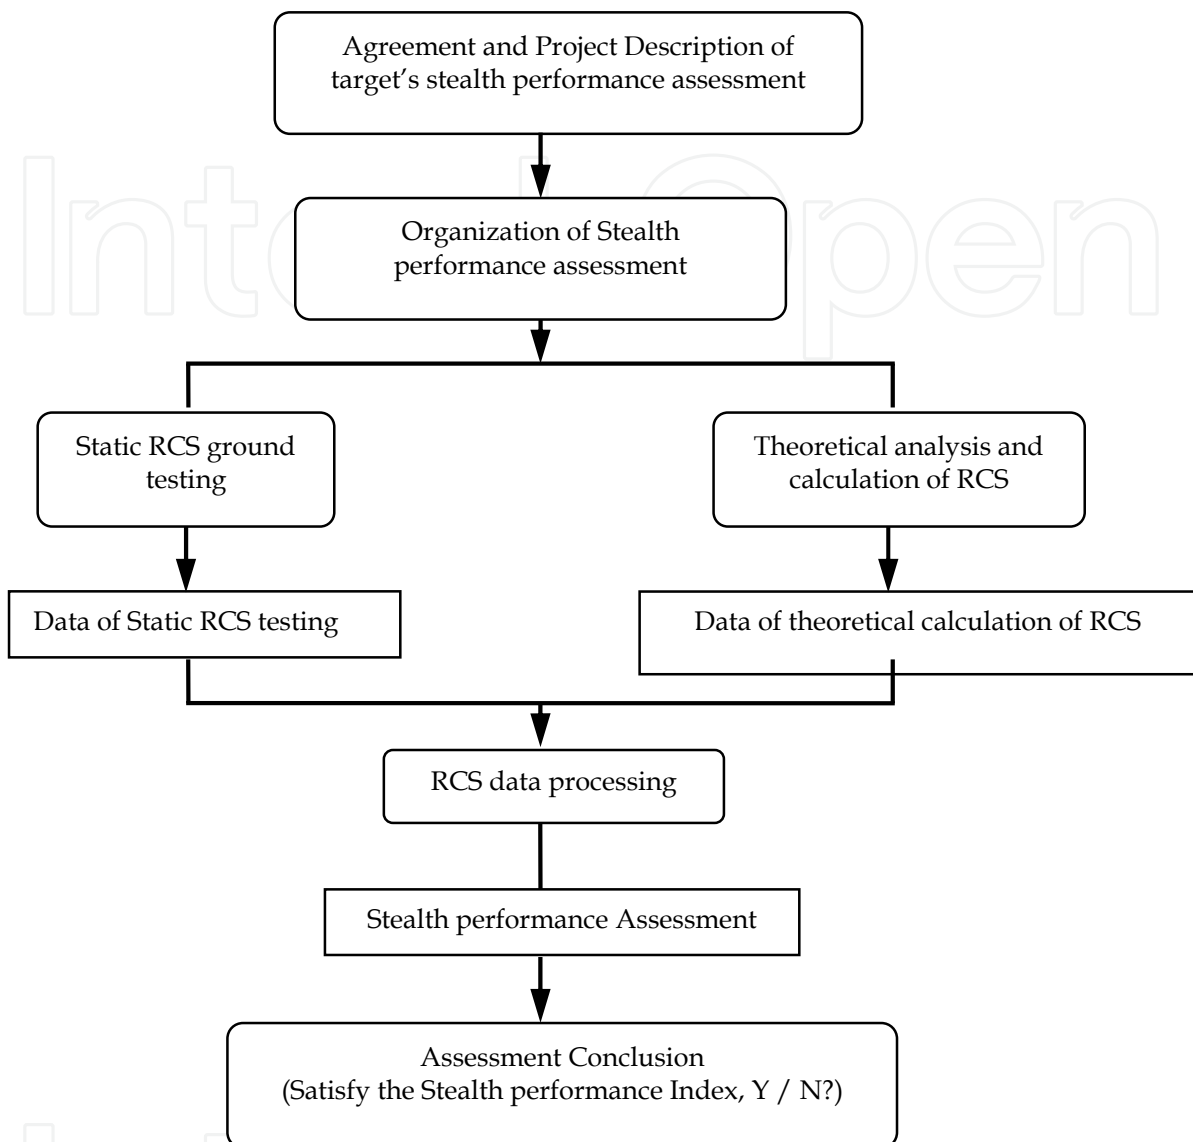 Agreement and Project Description of
target's stealth performance assessment
Organization of Stealth
performance assessment
Static RCS ground
testing
Theoretical analysis and
calculation of RCS
Data of Static RCS testing
Data of theoretical calculation of RCS
RCS data processing
Stealth performance Assessment
Assessment Conclusion
(Satisfy the Stealth performance Index, Y / N?)